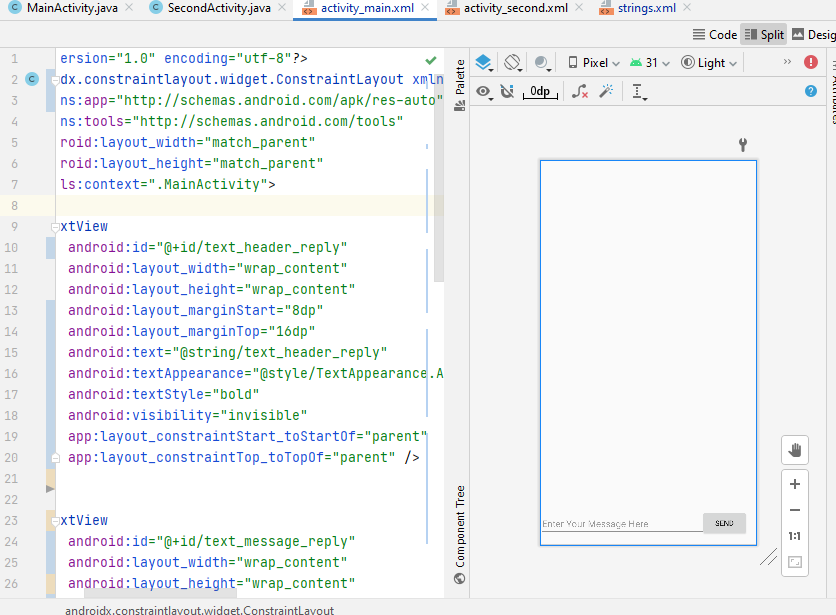 MainActivity.java SecondActivity.java activity_main.xml activity_second.xml strings.xml
Code Split Desig
Palette
Pixel 31 Light
0dp
1 ersion="1.0" encoding="utf-8"?>
2 dx.constraintlayout.widget.ConstraintLayout xmln
3 ns:app="http://schemas.android.com/apk/res-auto"
4 ns:tools="http://schemas.android.com/tools"
5 roid:layout_width="match_parent"
6 roid:layout_height="match_parent"
7 ls:context=".MainActivity">
8
9 xtView
10 android:id="@+id/text_header_reply"
11 android:layout_width="wrap_content"
12 android:layout_height="wrap_content"
13 android:layout_marginStart="8dp"
14 android:layout_marginTop="16dp"
15 android:text="@string/text_header_reply"
16 android:textAppearance="@style/TextAppearance.A
17 android:textStyle="bold"
18 android:visibility="invisible"
19 app:layout_constraintStart_toStartOf="parent"
20 app:layout_constraintTop_toTopOf="parent" />
21
22
23 xtView
24 android:id="@+id/text_message_reply"
25 android:layout_width="wrap_content"
26 android:layout_height="wrap_content"
Component Tree
Enter Your Message Here SEND
1:1
androidx.constraintlayout.widget.ConstraintLayout